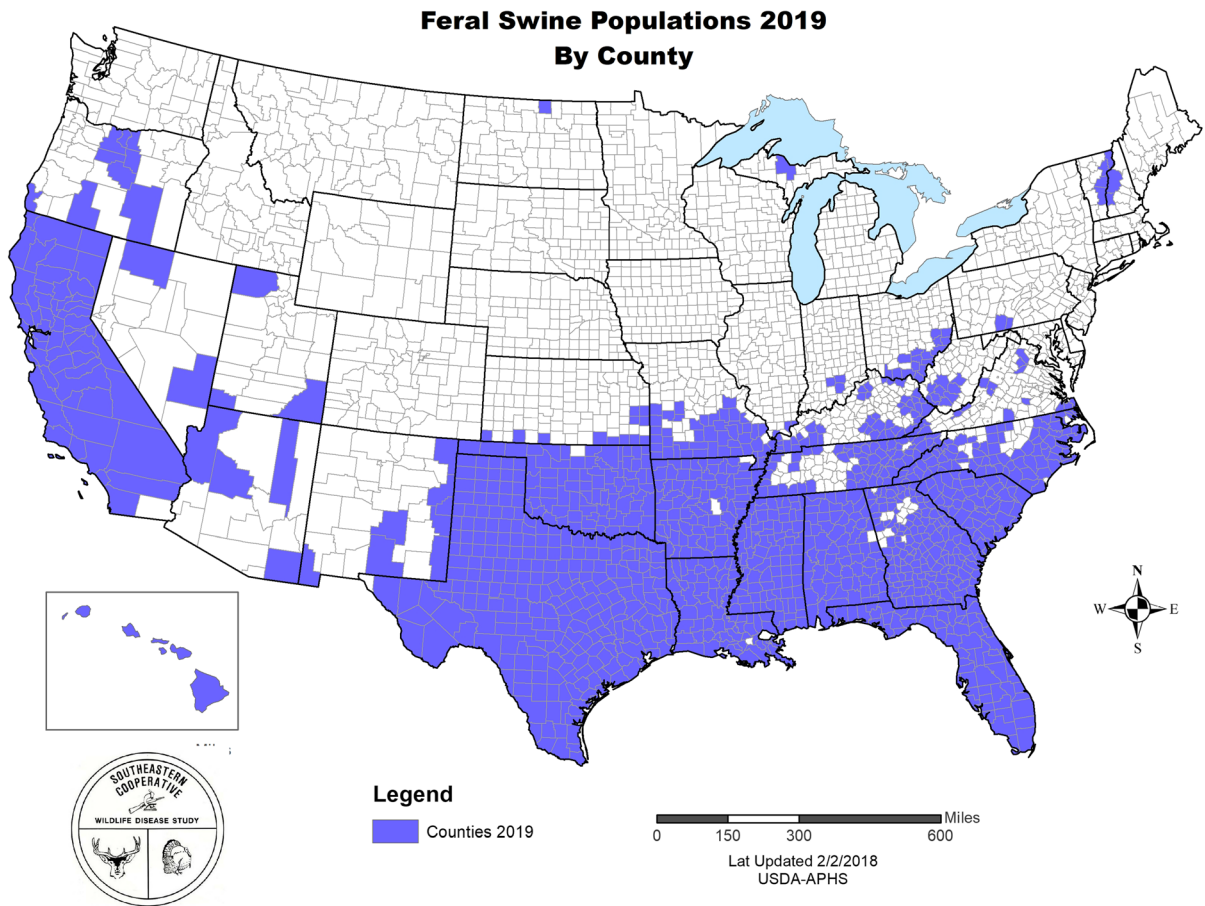 Feral Swine Populations 2019
By County
N
W E
S
SOUTHEASTERN
COOPERATIVE
WILDLIFE DISEASE STUDY
Legend
Counties 2019
Miles
0 150 300 600
Lat Updated 2/2/2018
USDA-APHS